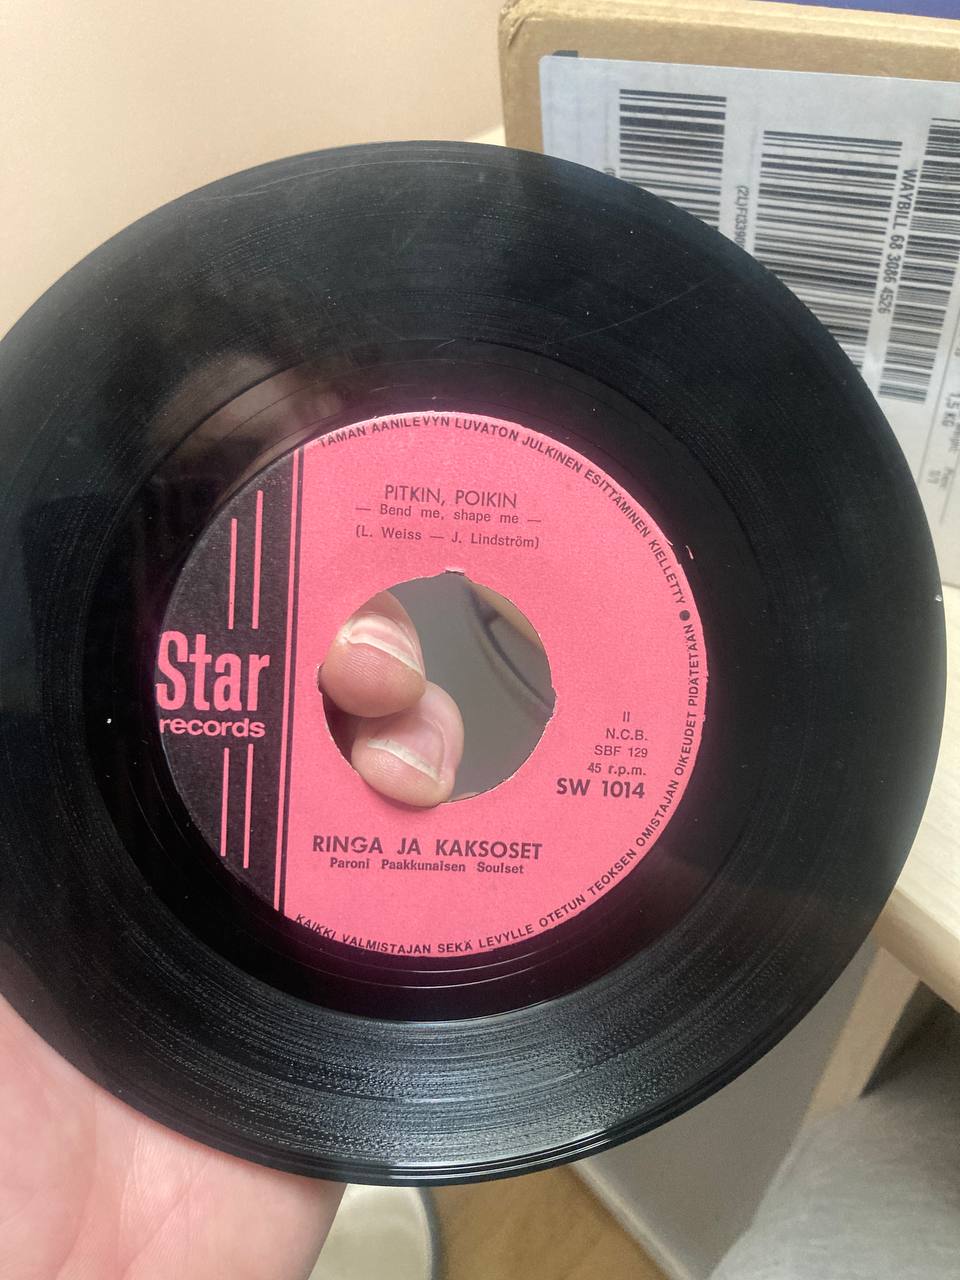 TÄMÄN ÄÄNILEVYN LUVATON JULKINEN ESITTÄMINEN KIELLETTY ●
KAIKKI VALMISTAJAN SEKÄ LEVYLLE OTETUN TEOKSEN OMISTAJAN OIKEUDET PIDÄTETÄÄN
PITKIN, POIKIN
— Bend me, shape me —
(L. Weiss — J. Lindström)
Star
records
II
N.C.B.
SBF 129
45 r.p.m.
SW 1014
RINGA JA KAKSOSET
Paroni Paakkunaisen Soulset
WAYBILL 68 3086 4526